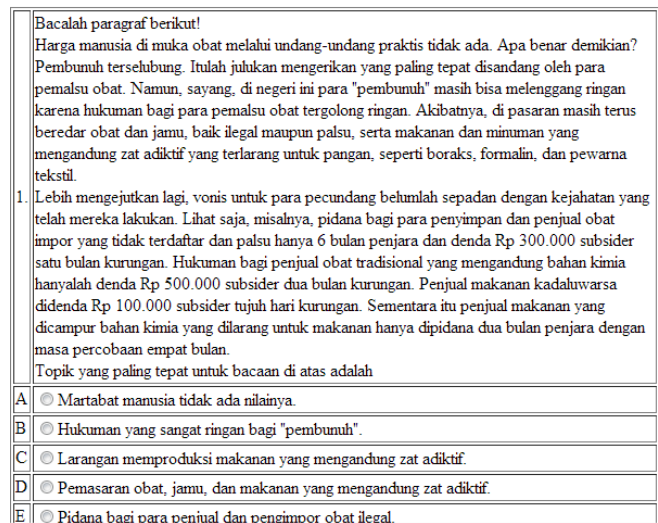 Bacalah paragraf berikut!
Harga manusia di muka obat melalui undang-undang praktis tidak ada. Apa benar demikian?
Pembunuh terselubung. Itulah julukan mengerikan yang paling tepat disandang oleh para
pemalsu obat. Namun, sayang, di negeri ini para "pembunuh" masih bisa melenggang ringan
karena hukuman bagi para pemalsu obat tergolong ringan. Akibatnya, di pasaran masih terus
beredar obat dan jamu, baik ilegal maupun palsu, serta makanan dan minuman yang
mengandung zat adiktif yang terlarang untuk pangan, seperti boraks, formalin, dan pewarna
tekstil.
1. Lebih mengejutkan lagi, vonis untuk para pecundang belumlah sepadan dengan kejahatan yang
telah mereka lakukan. Lihat saja, misalnya, pidana bagi para penyimpan dan penjual obat
impor yang tidak terdaftar dan palsu hanya 6 bulan penjara dan denda Rp 300.000 subsider
satu bulan kurungan. Hukuman bagi penjual obat tradisional yang mengandung bahan kimia
hanyalah denda Rp 500.000 subsider dua bulan kurungan. Penjual makanan kadaluwarsa
didenda Rp 100.000 subsider tujuh hari kurungan. Sementara itu penjual makanan yang
dicampur bahan kimia yang dilarang untuk makanan hanya dipidana dua bulan penjara dengan
masa percobaan empat bulan.
Topik yang paling tepat untuk bacaan di atas adalah
A Martabat manusia tidak ada nilainya.
B Hukuman yang sangat ringan bagi "pembunuh".
C Larangan memproduksi makanan yang mengandung zat adiktif.
D Pemasaran obat, jamu, dan makanan yang mengandung zat adiktif.
E Pidana bagi para penjual dan pengimpor obat ilegal.